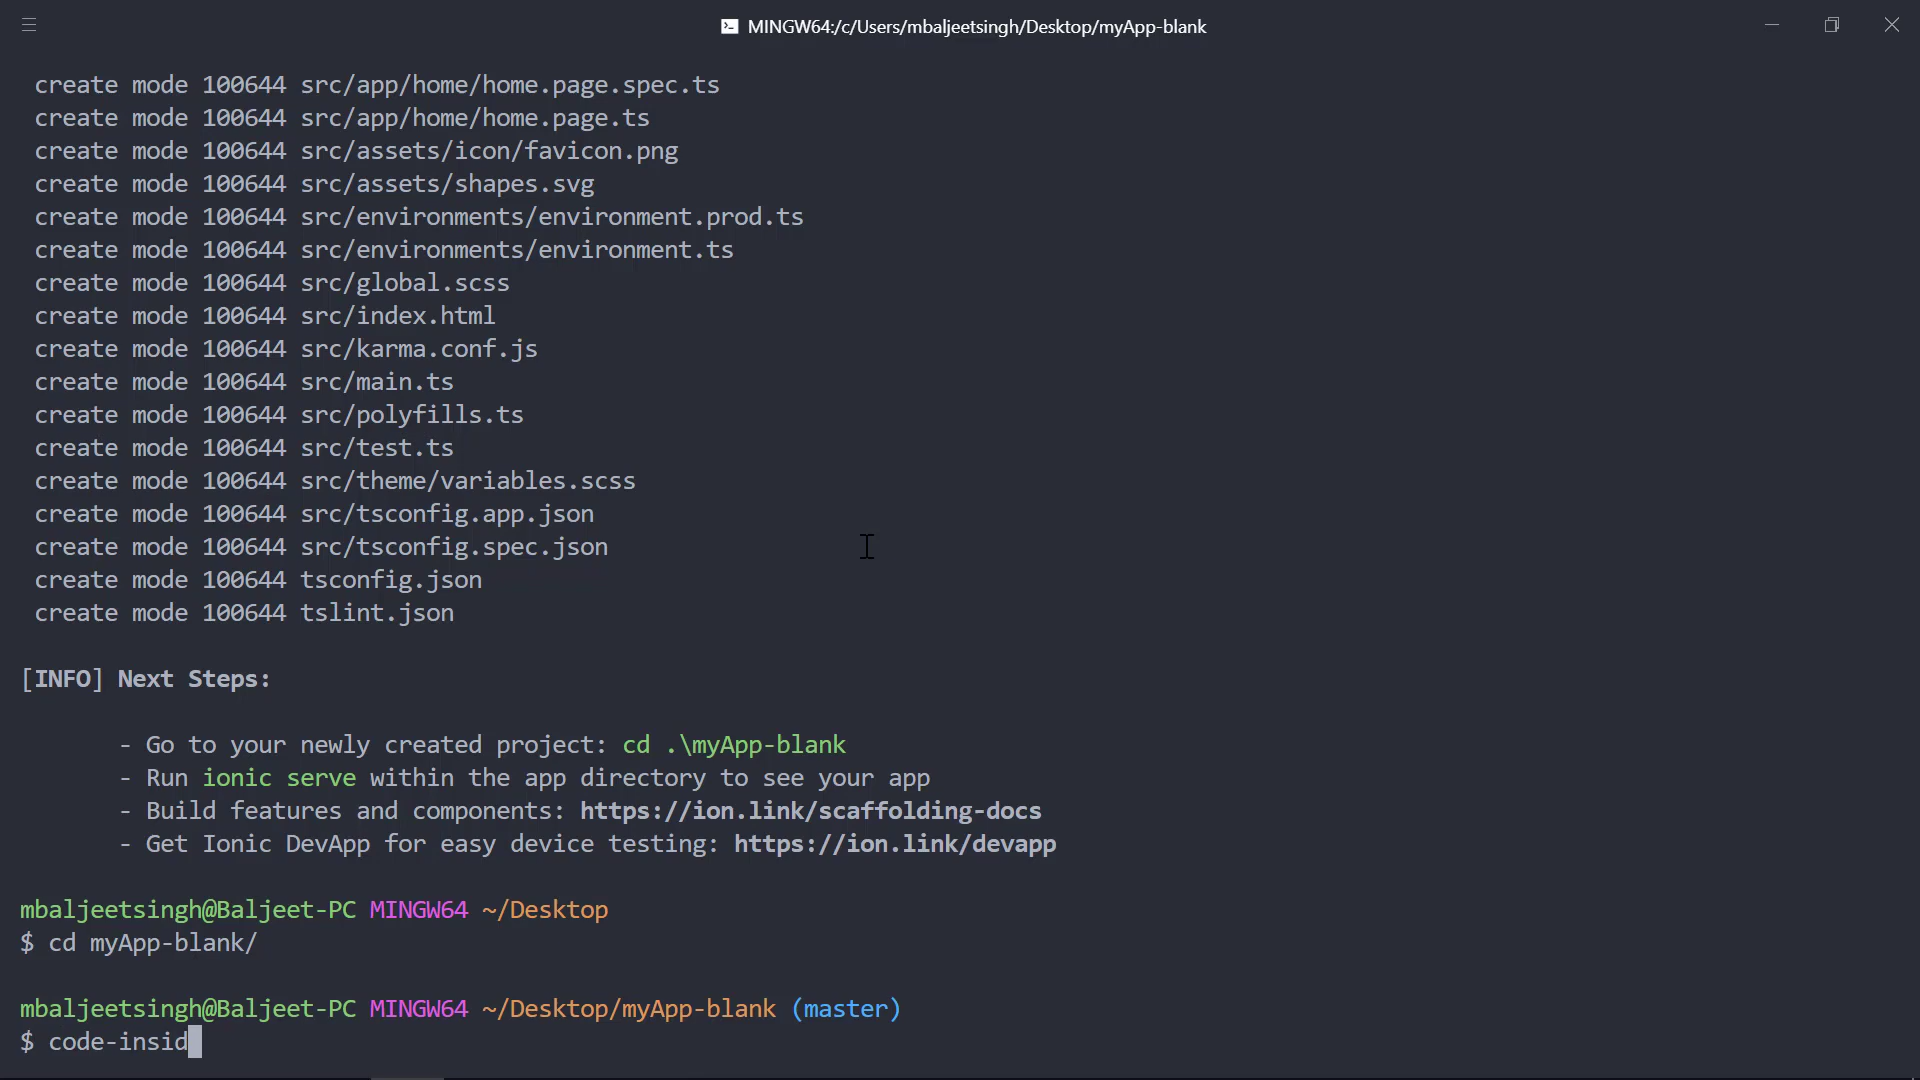 MINGW64:/c/Users/mbaljeetsingh/Desktop/myApp-blank
create mode 100644 src/app/home/home.page.spec.ts
create mode 100644 src/app/home/home.page.ts
create mode 100644 src/assets/icon/favicon.png
create mode 100644 src/assets/shapes.svg
create mode 100644 src/environments/environment.prod.ts
create mode 100644 src/environments/environment.ts
create mode 100644 src/global.scss
create mode 100644 src/index.html
create mode 100644 src/karma.conf.js
create mode 100644 src/main.ts
create mode 100644 src/polyfills.ts
create mode 100644 src/test.ts
create mode 100644 src/theme/variables.scss
create mode 100644 src/tsconfig.app.json
create mode 100644 src/tsconfig.spec.json
create mode 100644 tsconfig.json
create mode 100644 tslint.json
[INFO] Next Steps:
- Go to your newly created project: cd .\myApp-blank
- Run ionic serve within the app directory to see your app
- Build features and components: https://ion.link/scaffolding-docs
- Get Ionic DevApp for easy device testing: https://ion.link/devapp
mbaljeetsingh@Baljeet-PC MINGW64 ~/Desktop
$ cd myApp-blank/
mbaljeetsingh@Baljeet-PC MINGW64 ~/Desktop/myApp-blank (master)
$ code-insid